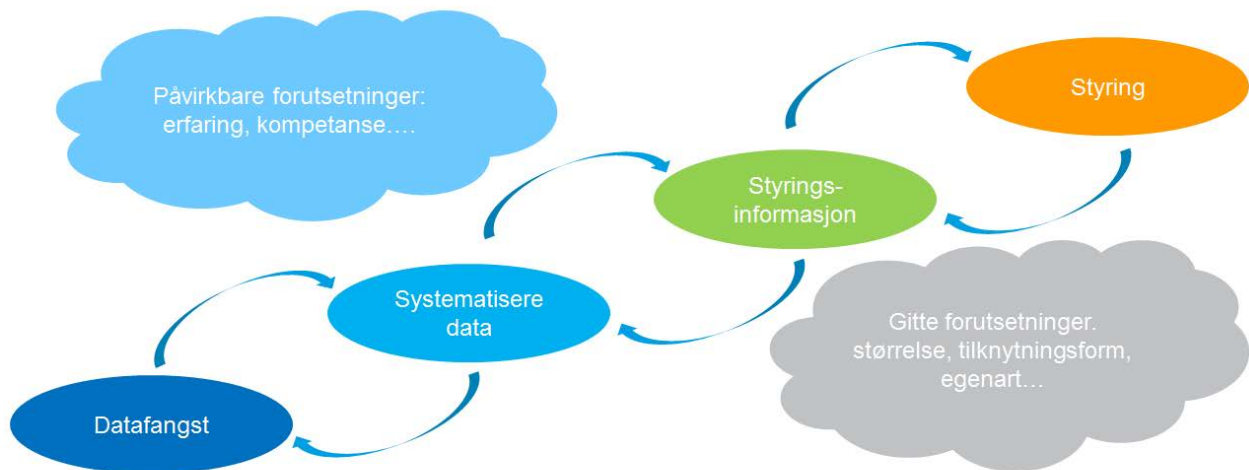 Påvirkbare forutsetninger:
erfaring, kompetanse….
Styring
Styrings-
informasjon
Systematisere
data
Gitte forutsetninger.
størrelse, tilknytningsform,
egenart…
Datafangst